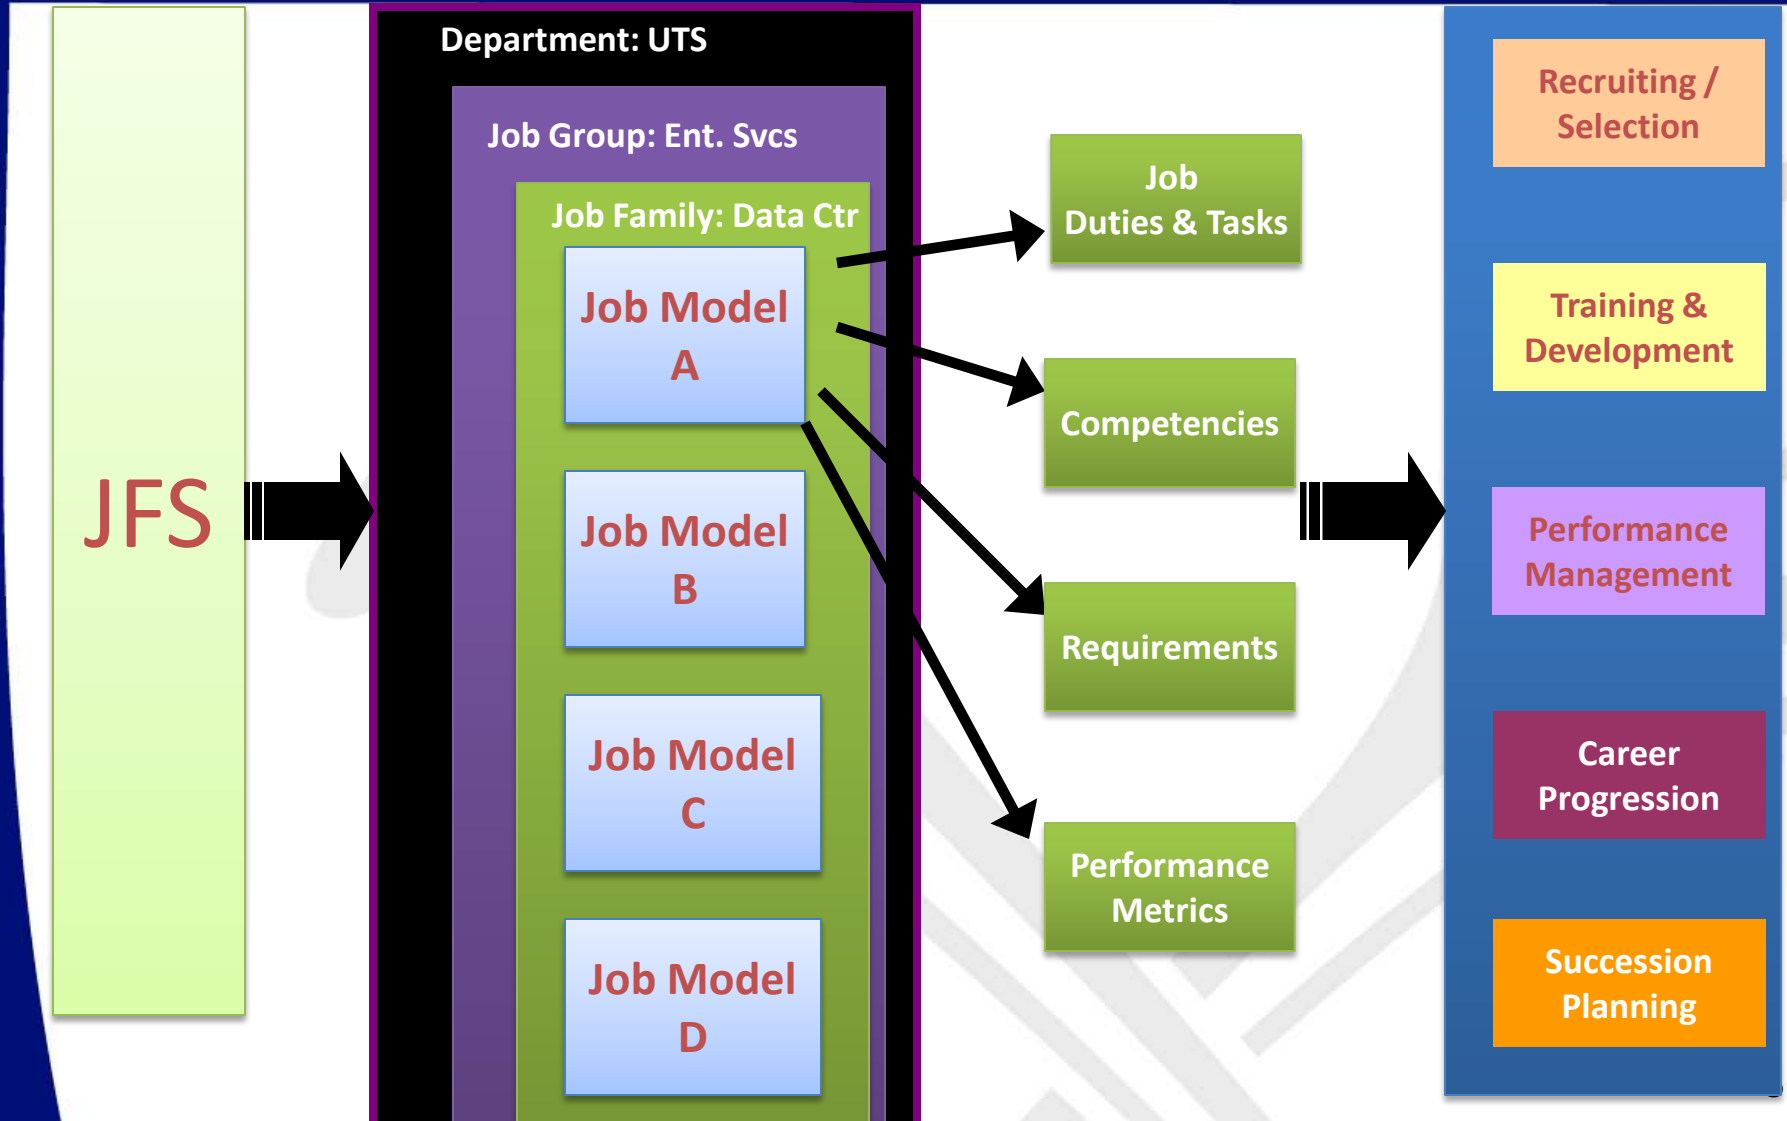 JFS
Department: UTS
Job Group: Ent. Svcs
Job Family: Data Ctr
Job Model
A
Job Model
B
Job Model
C
Job Model
D
Job
Duties & Tasks
Competencies
Requirements
Performance
Metrics
Recruiting /
Selection
Training &
Development
Performance
Management
Career
Progression
Succession
Planning